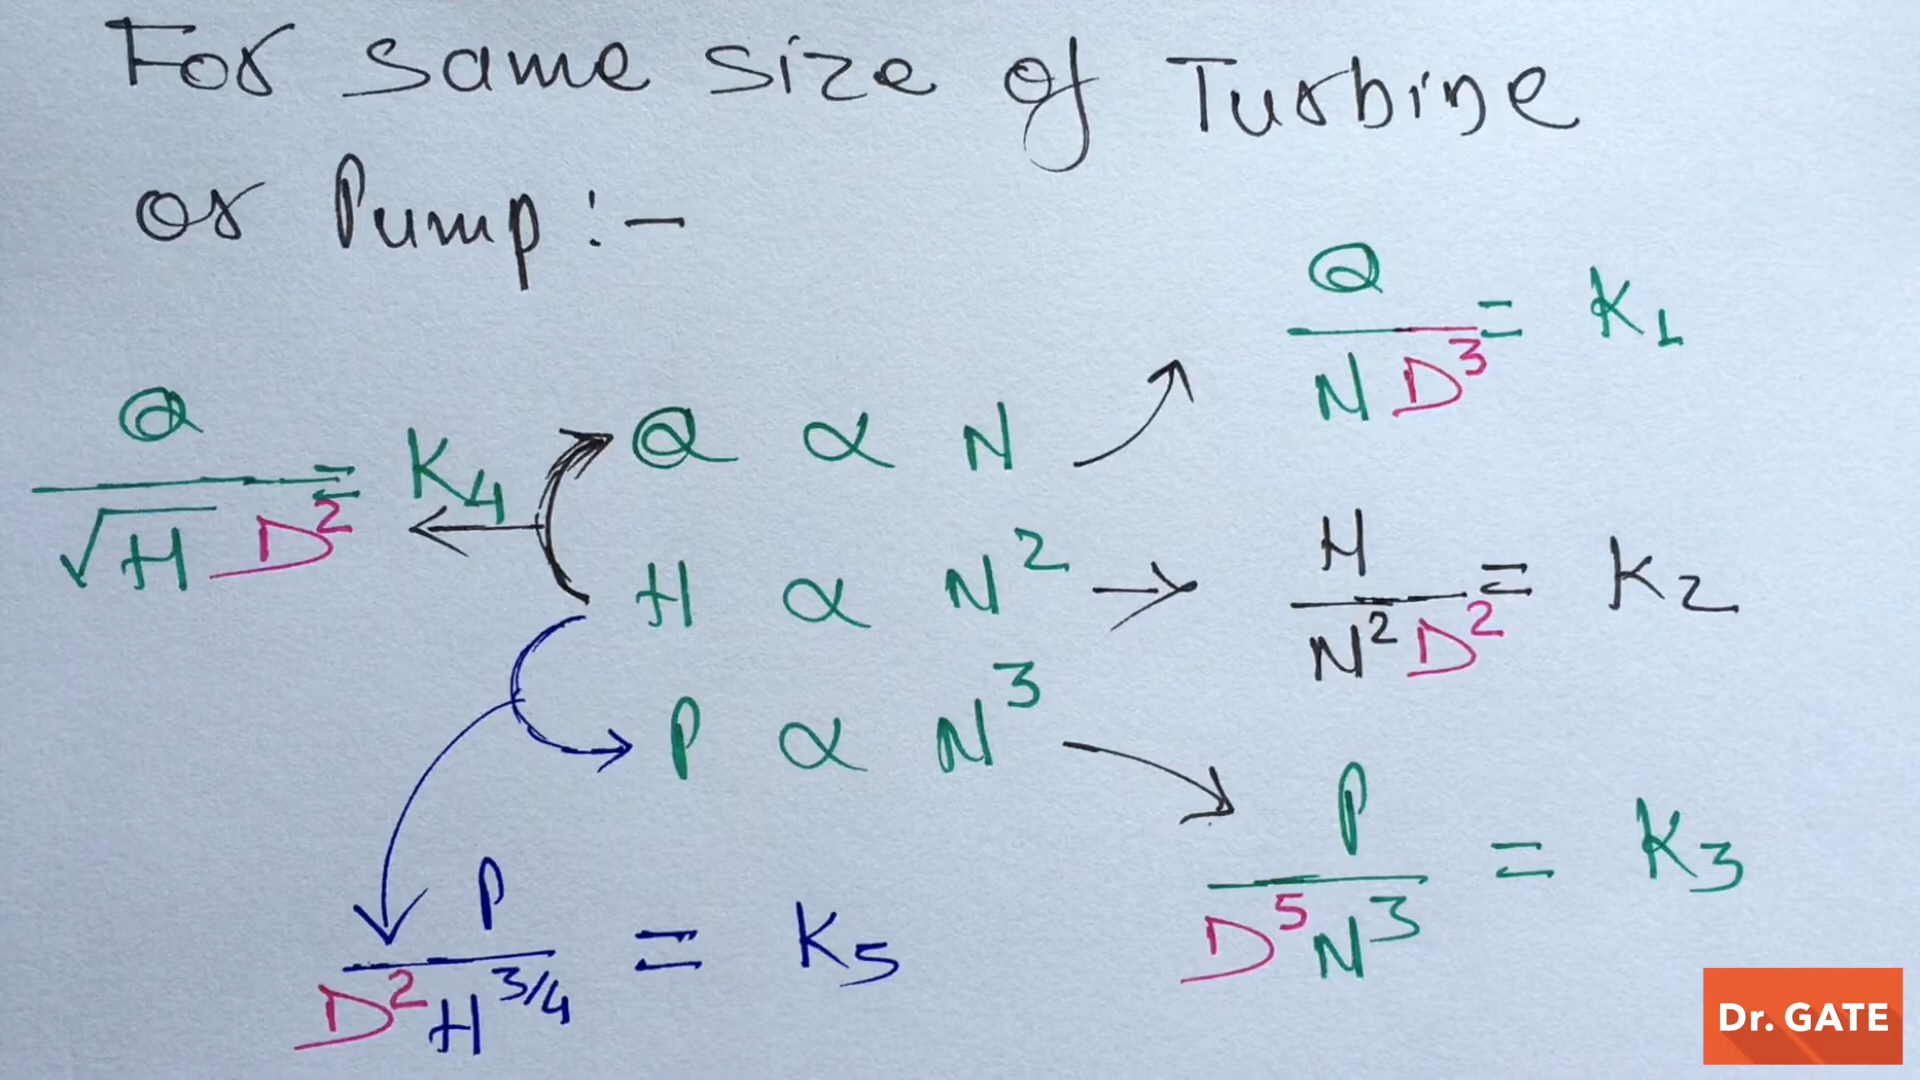 For same size of Turbine
or Pump :-
Q / N D³ = K₁
Q / √H D² = K₄
Q ∝ N
H ∝ N²
H / N² D² = K₂
P ∝ N³
P / D⁵ N³ = K₃
P / D² H^3/4 = K₅
Dr. GATE